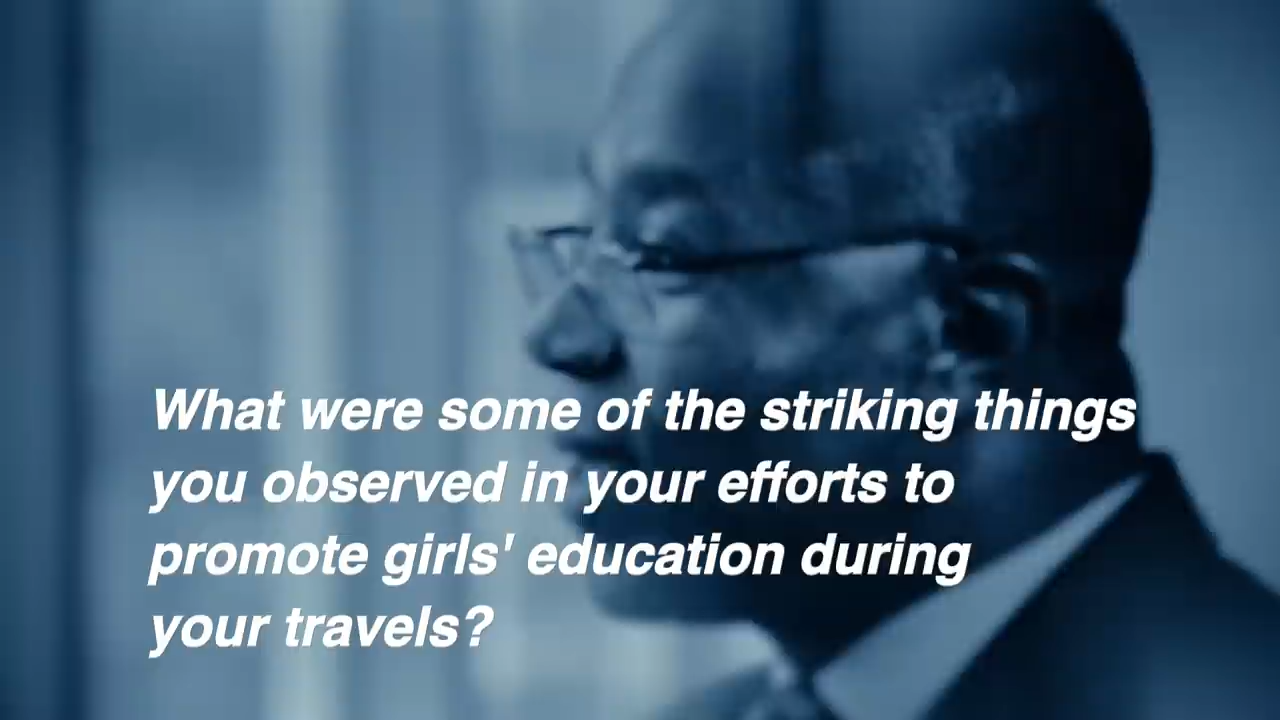 What were some of the striking things
you observed in your efforts to
promote girls' education during
your travels?